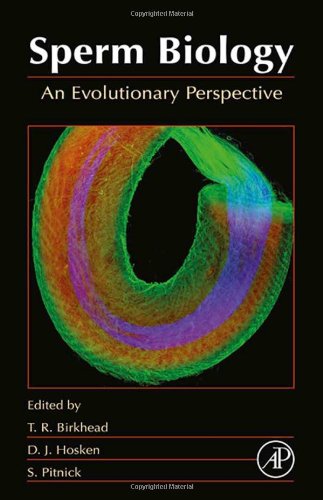 Sperm Biology
An Evolutionary Perspective
Edited by
T. R. Birkhead
D. J. Hosken
S. Pitnick
AP